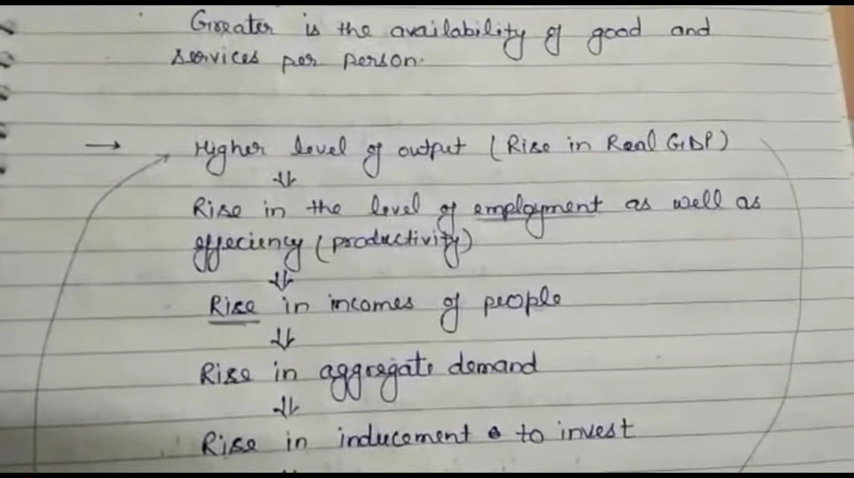 Greater is the availability of good and
services per person.
→ Higher level of output (Rise in Real GDP)
⇓
Rise in the level of employment as well as
effeciency (productivity)
⇓
Rise in incomes of people
⇓
Rise in aggregate demand
⇓
Rise in inducement to invest